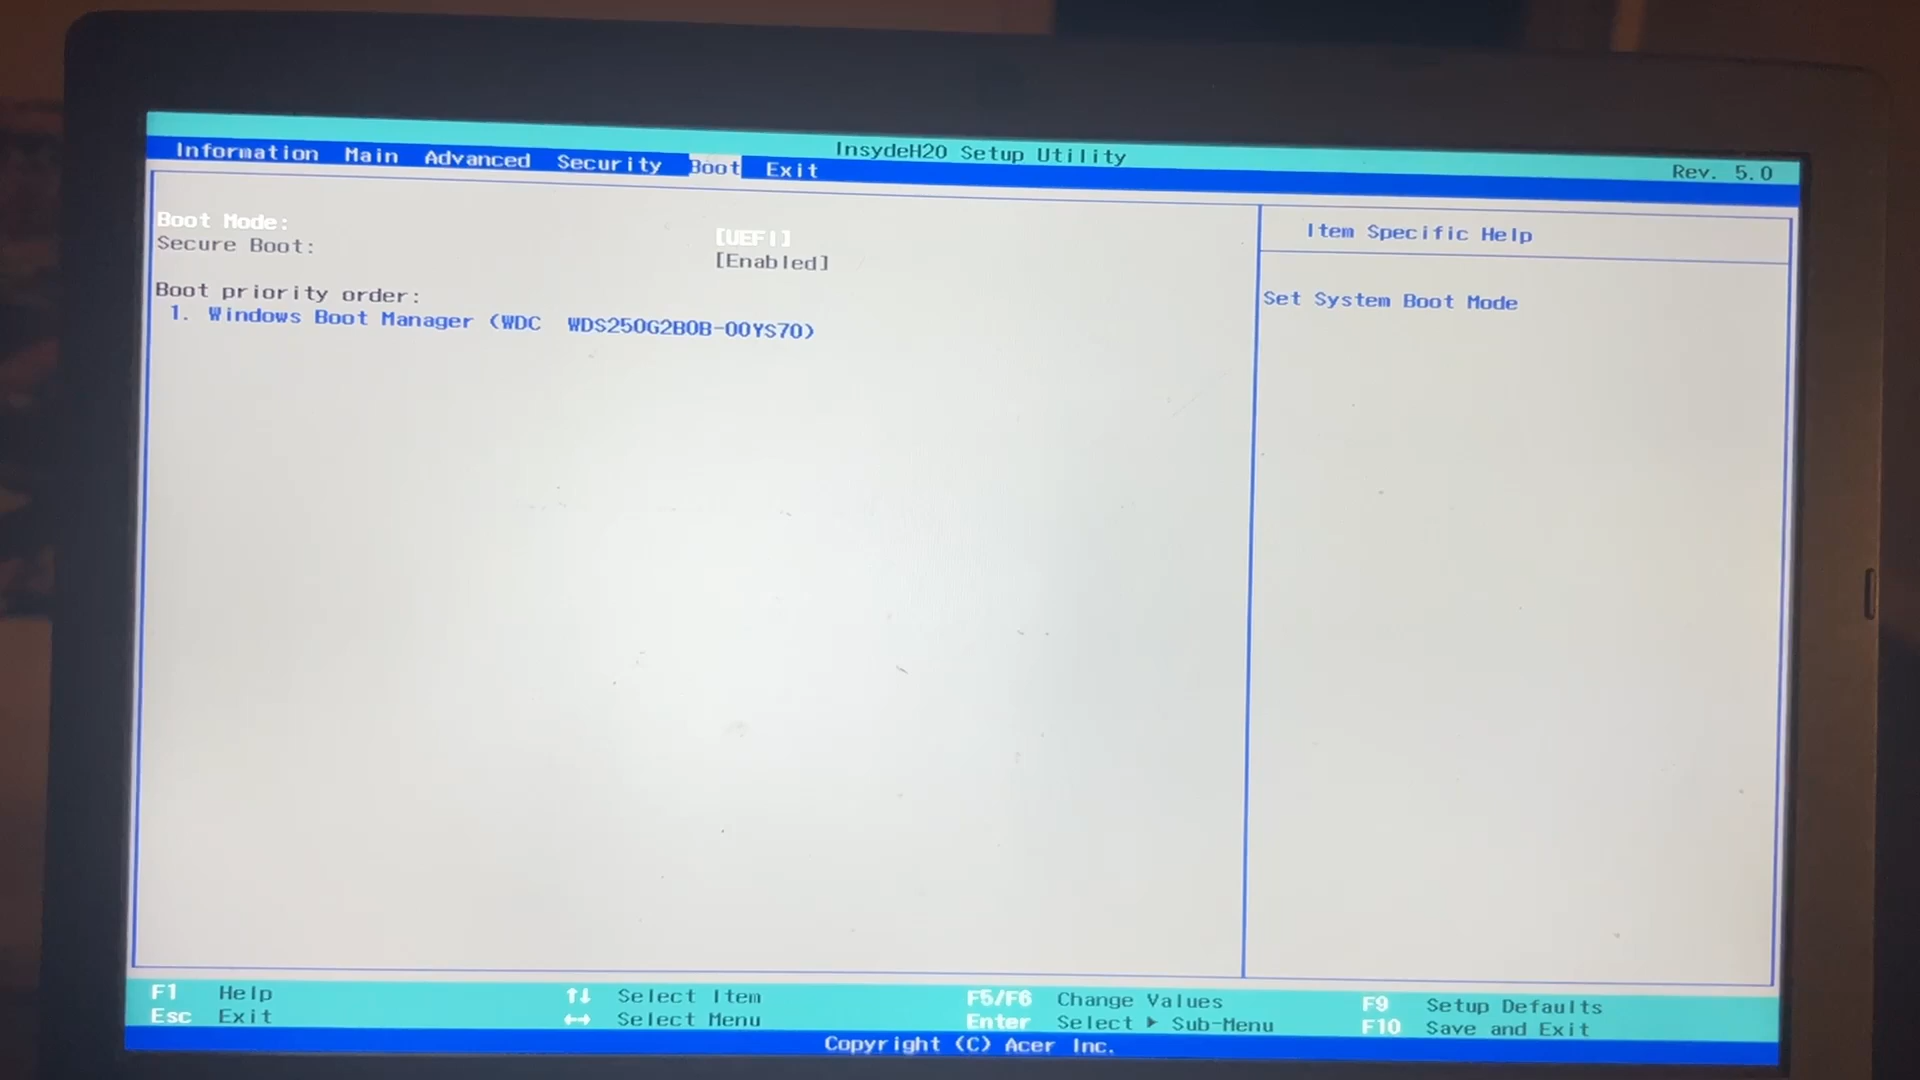 InsydeH20 Setup Utility
Rev. 5.0
Information Main Advanced Security Boot Exit
Boot Mode: [UEFI]
Secure Boot: [Enabled]
Boot priority order:
1. Windows Boot Manager (WDC WDS250G2B0B-00YS70)
Item Specific Help
Set System Boot Mode
F1 Help ↑↓ Select Item F5/F6 Change Values F9 Setup Defaults
Esc Exit ↔ Select Menu Enter Select ▶ Sub-Menu F10 Save and Exit
Copyright (C) Acer Inc.